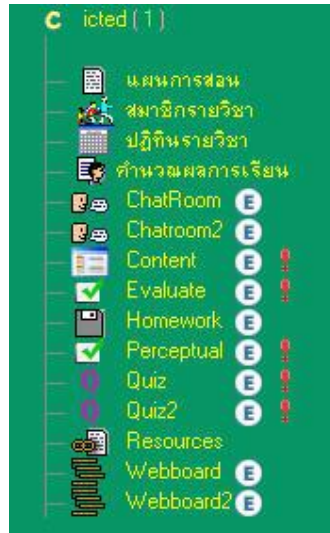 C icted (1)
แผนการสอน
สมาชิกรายวิชา
ปฏิทินรายวิชา
คำนวณผลการเรียน
ChatRoom E
Chatroom2 E
Content E
Evaluate E
Homework E
Perceptual E
Quiz E
Quiz2 E
Resources
Webboard E
Webboard2 E